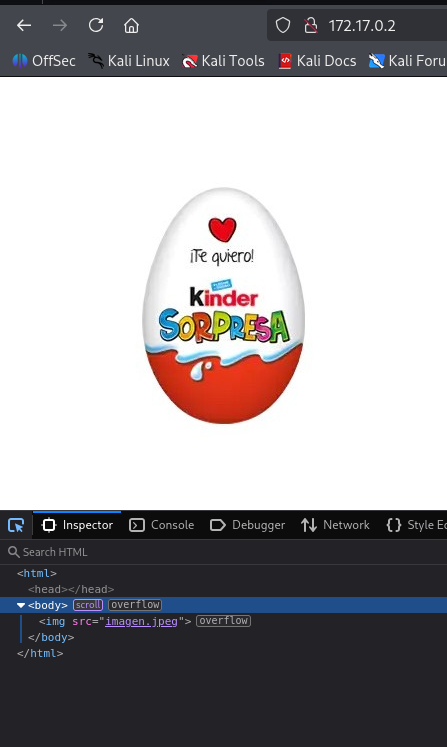 172.17.0.2
OffSec Kali Linux Kali Tools Kali Docs Kali Foru
¡Te quiero!
Kinder
SORPRESA
Inspector Console Debugger Network Style Ec
Search HTML
<html>
<head></head>
<body> scroll overflow
<img src="imagen.jpeg"> overflow
</body>
</html>